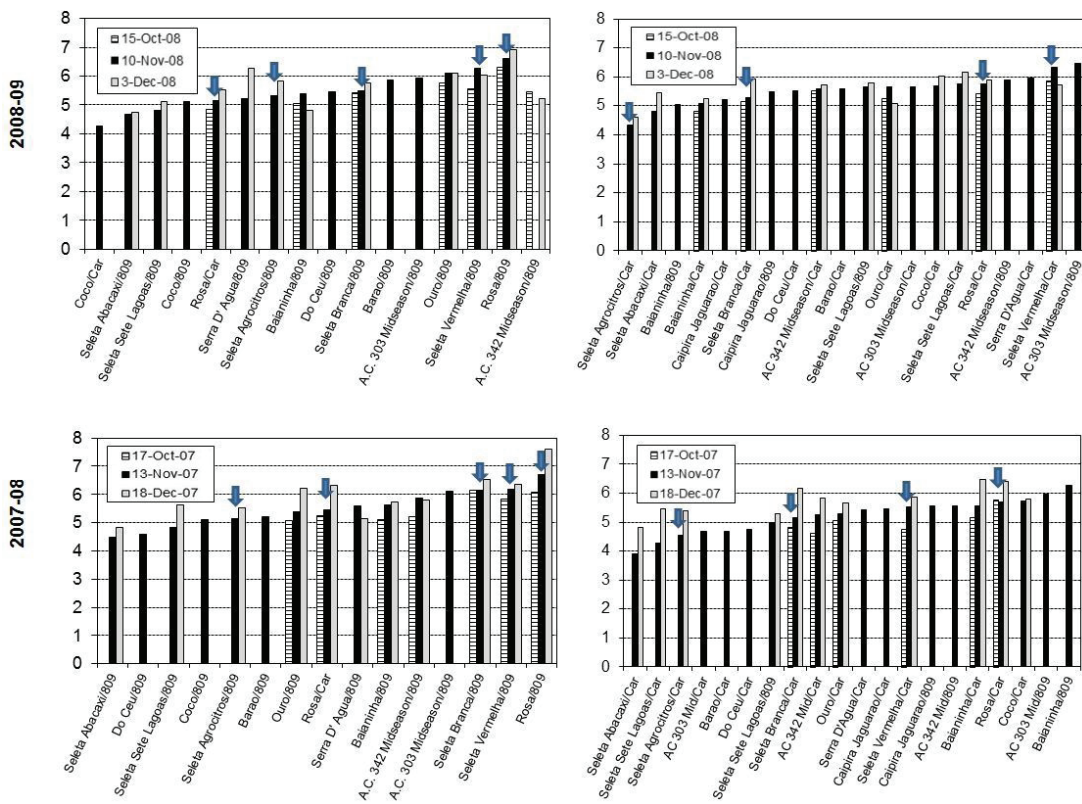 2008-09
8
7
6
5
4
3
2
1
0
15-Oct-08
10-Nov-08
3-Dec-08
Coco/Car
Seleta Abacaxi/809
Seleta Sete Lagoas/809
Coco/809
Rosa/Car
Serra D' Agua/809
Seleta Agrocitros/809
Baianinha/809
Do Ceu/809
Seleta Branca/809
Barao/809
A.C. 303 Midseason/809
Ouro/809
Seleta Vermelha/809
Rosa/809
A.C. 342 Midseason/809
8
7
6
5
4
3
2
1
0
15-Oct-08
10-Nov-08
3-Dec-08
Seleta Agrocitros/Car
Seleta Abacaxi/Car
Baianinha/809
Baianinha/Car
Caipira Jaguarao/Car
Seleta Branca/Car
Caipira Jaguarao/809
Do Ceu/Car
AC 342 Midseason/Car
Barao/Car
Seleta Sete Lagoas/809
Ouro/Car
AC 303 Midseason/Car
Coco/Car
Seleta Sete Lagoas/Car
Rosa/Car
AC 342 Midseason/809
Serra D'Agua/Car
Seleta Vermelha/Car
AC 303 Midseason/809
2007-08
8
7
6
5
4
3
2
1
0
17-Oct-07
13-Nov-07
18-Dec-07
Seleta Abacaxi/809
Do Ceu/809
Seleta Sete Lagoas/809
Coco/809
Seleta Agrocitros/809
Barao/809
Ouro/809
Rosa/Car
Serra D'Agua/809
Baianinha/809
A.C. 342 Midseason/809
A.C. 303 Midseason/809
Seleta Branca/809
Seleta Vermelha/809
Rosa/809
8
7
6
5
4
3
2
1
0
17-Oct-07
13-Nov-07
18-Dec-07
Seleta Abacaxi/Car
Seleta Sete Lagoas/Car
Seleta Agrocitros/Car
AC 303 Mid/Car
Barao/Car
Do Ceu/Car
Seleta Sete Lagoas/809
Seleta Branca/Car
AC 342 Mid/Car
Ouro/Car
Serra D'Agua/Car
Caipira Jaguarao/Car
Seleta Vermelha/Car
Caipira Jaguarao/809
AC 342 Mid/809
Baianinha/Car
Rosa/Car
Coco/Car
AC 303 Mid/809
Baianinha/809